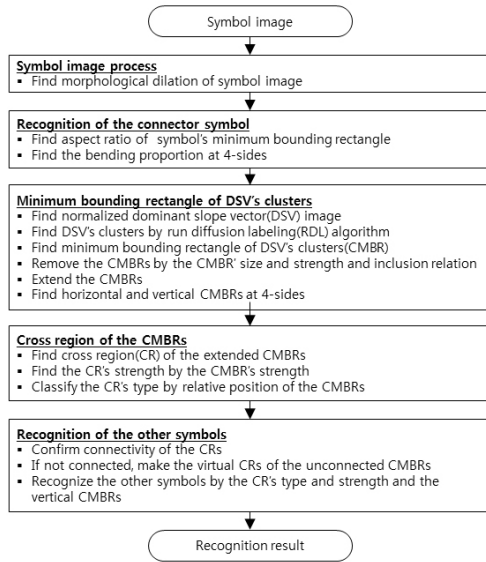 Symbol image
Symbol image process
▪ Find morphological dilation of symbol image
Recognition of the connector symbol
▪ Find aspect ratio of symbol's minimum bounding rectangle
▪ Find the bending proportion at 4-sides
Minimum bounding rectangle of DSV's clusters
▪ Find normalized dominant slope vector(DSV) image
▪ Find DSV's clusters by run diffusion labeling(RDL) algorithm
▪ Find minimum bounding rectangle of DSV's clusters(CMBR)
▪ Remove the CMBRs by the CMBR' size and strength and inclusion relation
▪ Extend the CMBRs
▪ Find horizontal and vertical CMBRs at 4-sides
Cross region of the CMBRs
▪ Find cross region(CR) of the extended CMBRs
▪ Find the CR's strength by the CMBR's strength
▪ Classify the CR's type by relative position of the CMBRs
Recognition of the other symbols
▪ Confirm connectivity of the CRs
▪ If not connected, make the virtual CRs of the unconnected CMBRs
▪ Recognize the other symbols by the CR's type and strength and the
vertical CMBRs
Recognition result